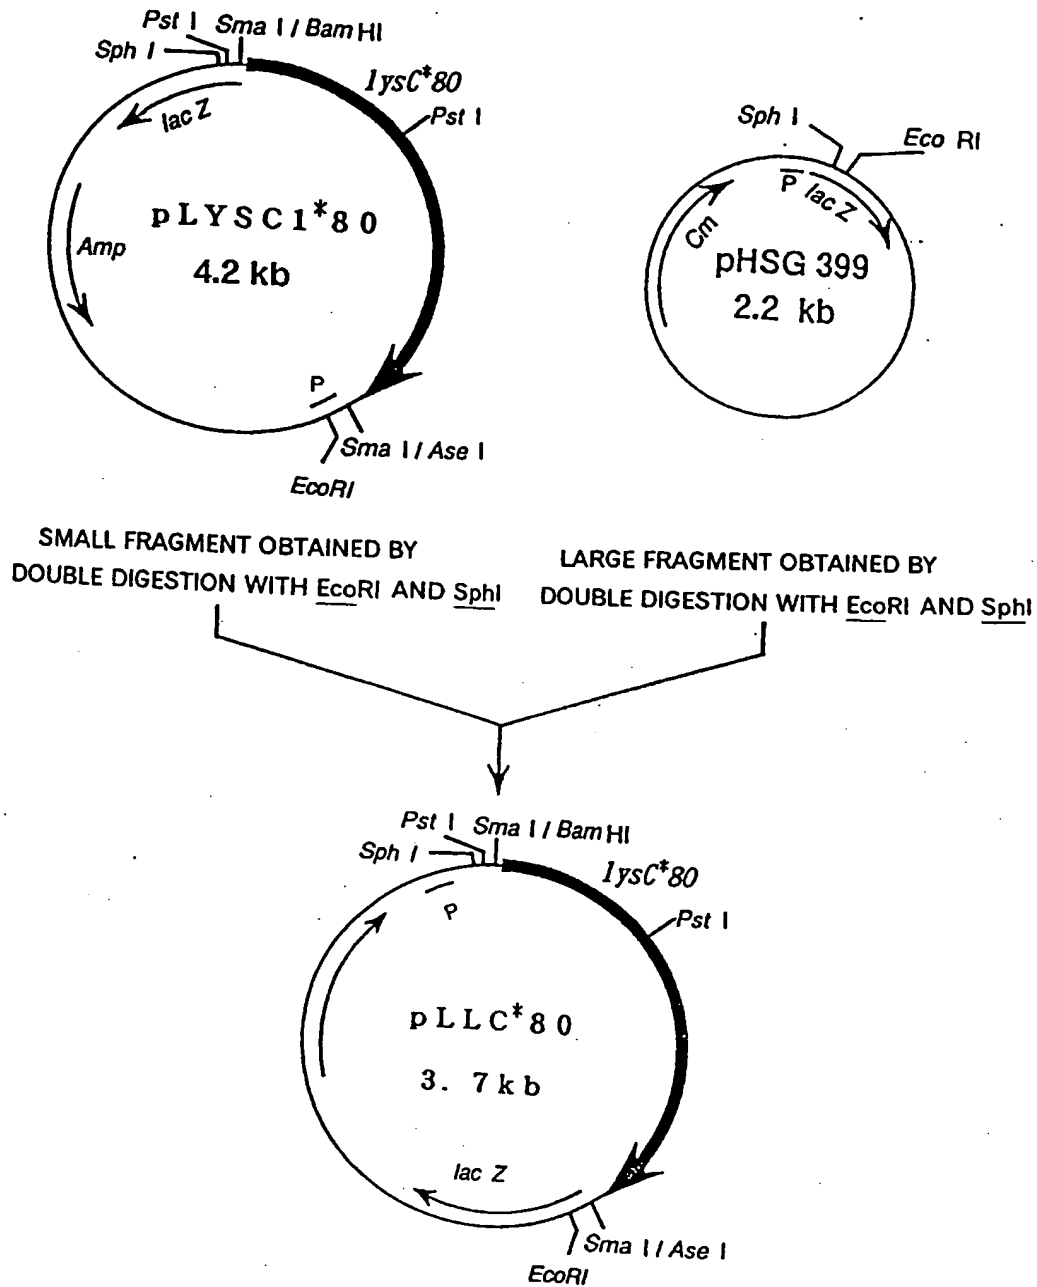 Pst I
Sma I / Bam HI
Sph I
lysC*80
Pst I
lac Z
pLYSC1*80
4.2 kb
Amp
P
Sma I / Ase I
EcoRI
Sph I
Eco RI
P
lac Z
Cm
pHSG 399
2.2 kb
SMALL FRAGMENT OBTAINED BY
DOUBLE DIGESTION WITH EcoRI AND SphI
LARGE FRAGMENT OBTAINED BY
DOUBLE DIGESTION WITH EcoRI AND SphI
Pst I
Sma I / Bam HI
Sph I
lysC*80
P
Pst I
pLLC*80
3. 7kb
lac Z
Sma I / Ase I
EcoRI